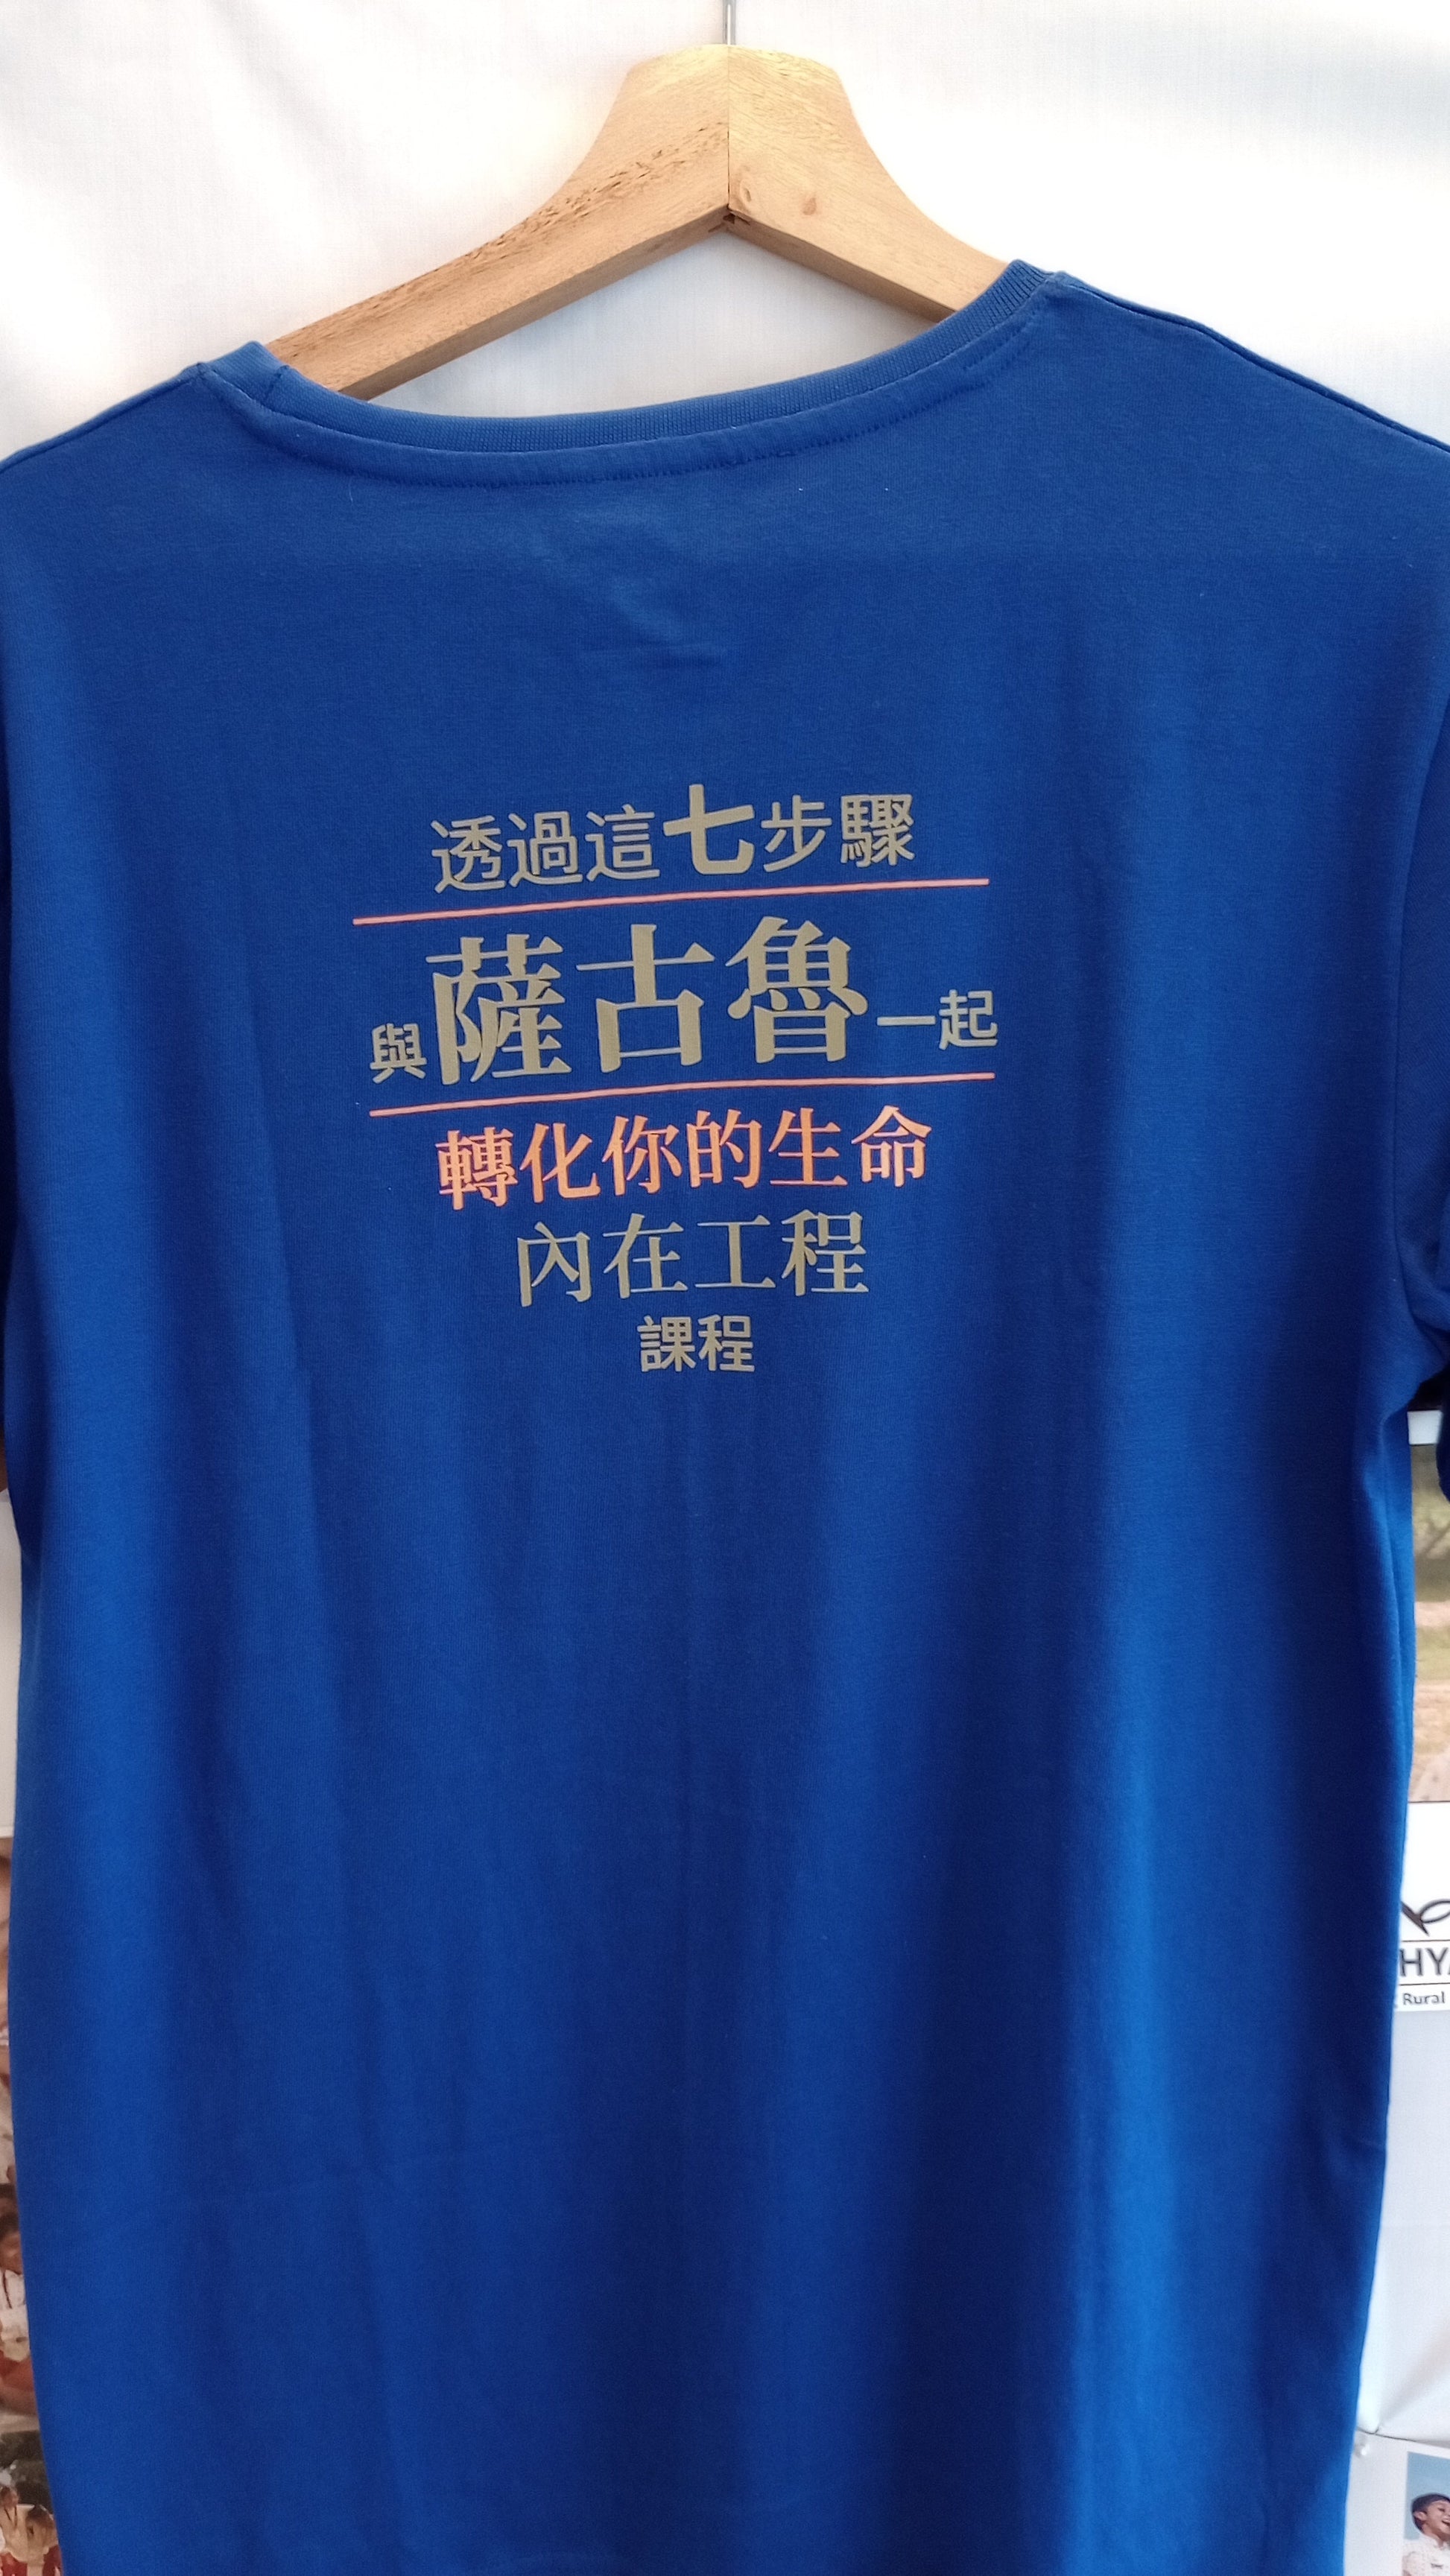 透過這七步驟
與薩古魯一起
轉化你的生命
內在工程
課程
Rural